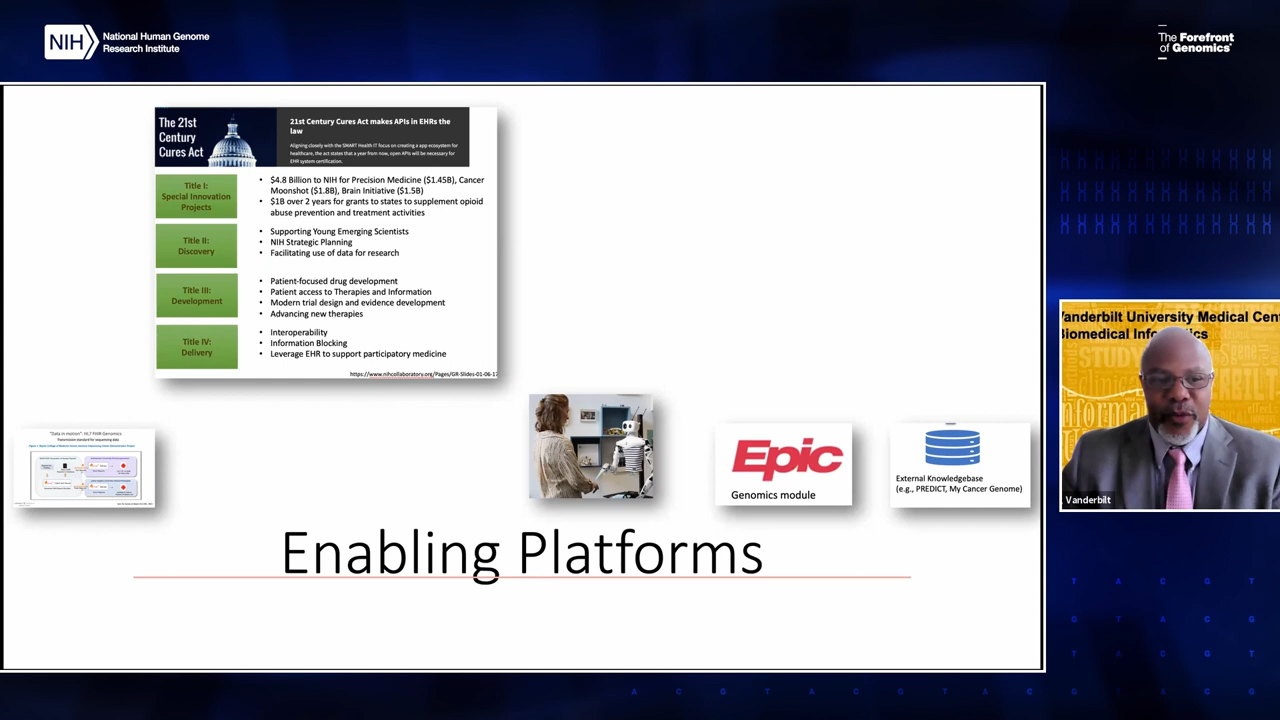 NIH
National Human Genome
Research Institute
The Forefront
of Genomics
The 21st
Century
Cures Act
21st Century Cures Act makes APIs in EHRs the
law
Aligning closely with the SMART Health IT focus on creating a app ecosystem for
healthcare, the act states that a year from now, open APIs will be necessary for
EHR system certification.
Title I:
Special Innovation
Projects
• $4.8 Billion to NIH for Precision Medicine ($1.45B), Cancer
Moonshot ($1.8B), Brain Initiative ($1.5B)
• $1B over 2 years for grants to states to supplement opioid
abuse prevention and treatment activities
Title II:
Discovery
• Supporting Young Emerging Scientists
• NIH Strategic Planning
• Facilitating use of data for research
Title III:
Development
• Patient-focused drug development
• Patient access to Therapies and Information
• Modern trial design and evidence development
• Advancing new therapies
Title IV:
Delivery
• Interoperability
• Information Blocking
• Leverage EHR to support participatory medicine
https://www.nihcollaboratory.org/Pages/GR-Slides-01-06-17
"Data in motion": HL7 FHIR Genomics
Transmission standard for sequencing data
Epic
Genomics module
External Knowledgebase
(e.g., PREDICT, My Cancer Genome)
Enabling Platforms
Vanderbilt University Medical Cen
Biomedical Info ics
Vanderbilt
T A C G T
G T A C G
T A C G T
A C G T A C G T A C G T A C G